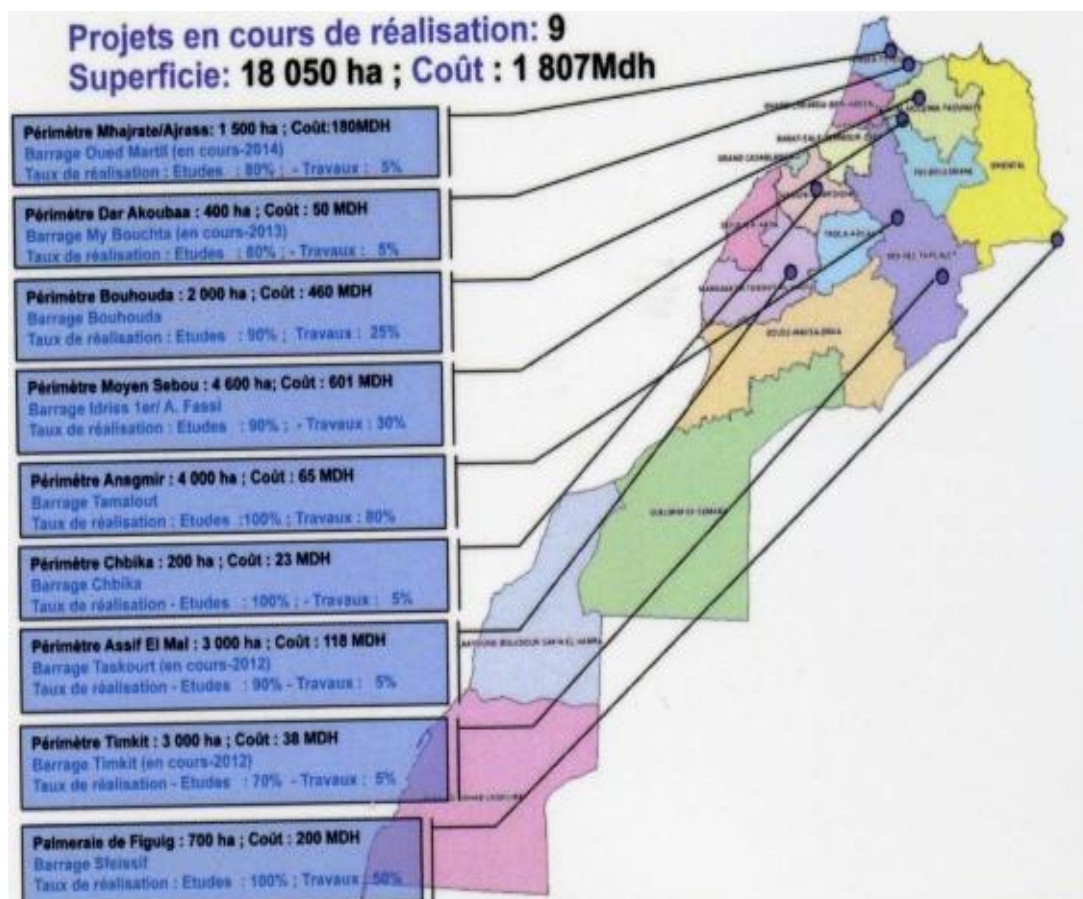 Projets en cours de réalisation: 9
Superficie: 18 050 ha ; Coût : 1 807Mdh
Périmètre Mhajrate/Ajrass: 1 500 ha ; Coût:180MDH
Barrage Oued Martil (en cours-2014)
Taux de réalisation : Etudes : 80% ; - Travaux : 5%
Périmètre Dar Akoubaa : 400 ha ; Coût : 50 MDH
Barrage My Bouchta (en cours-2013)
Taux de réalisation : Etudes : 80% ; - Travaux : 5%
Périmètre Bouhouda : 2 000 ha ; Coût : 460 MDH
Barrage Bouhouda
Taux de réalisation : Etudes : 90% ; Travaux : 25%
Périmètre Moyen Sebou : 4 600 ha; Coût : 601 MDH
Barrage Idriss 1er/ A. Fassi
Taux de réalisation : Etudes : 90% ; - Travaux : 30%
Périmètre Ansgmir : 4 000 ha ; Coût : 65 MDH
Barrage Tamalout
Taux de réalisation : Etudes :100% ; Travaux : 80%
Périmètre Chbika : 200 ha ; Coût : 23 MDH
Barrage Chbika
Taux de réalisation - Etudes : 100% ; - Travaux : 5%
Périmètre Assif El Mal : 3 000 ha ; Coût : 118 MDH
Barrage Taskourt (en cours-2012)
Taux de réalisation - Etudes : 90% - Travaux : 5%
Périmètre Timkit : 3 000 ha ; Coût : 38 MDH
Barrage Timkit (en cours-2012)
Taux de réalisation - Etudes : 70% - Travaux : 5%
Palmeraie de Figuig : 700 ha ; Coût : 200 MDH
Barrage Sfeissif
Taux de réalisation : Etudes : 100% ; Travaux : 50%
ORIENTAL
GRAND CASABLANCA
SOUSS-MASSA-DRAA
GUELMIM ES-SEMARA